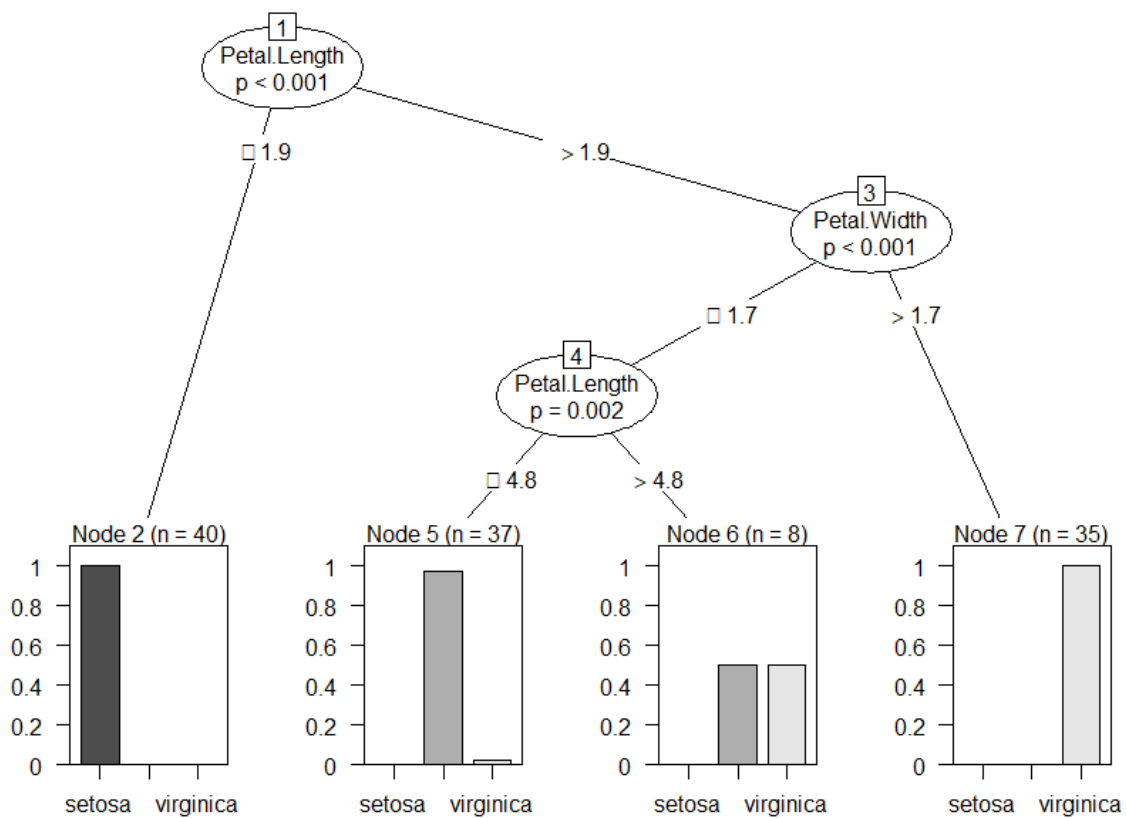 1
Petal.Length
p < 0.001
□ 1.9
> 1.9
3
Petal.Width
p < 0.001
□ 1.7
> 1.7
4
Petal.Length
p = 0.002
□ 4.8
> 4.8
Node 2 (n = 40)
1
0.8
0.6
0.4
0.2
0
setosa
virginica
Node 5 (n = 37)
1
0.8
0.6
0.4
0.2
0
setosa
virginica
Node 6 (n = 8)
1
0.8
0.6
0.4
0.2
0
setosa
virginica
Node 7 (n = 35)
1
0.8
0.6
0.4
0.2
0
setosa
virginica